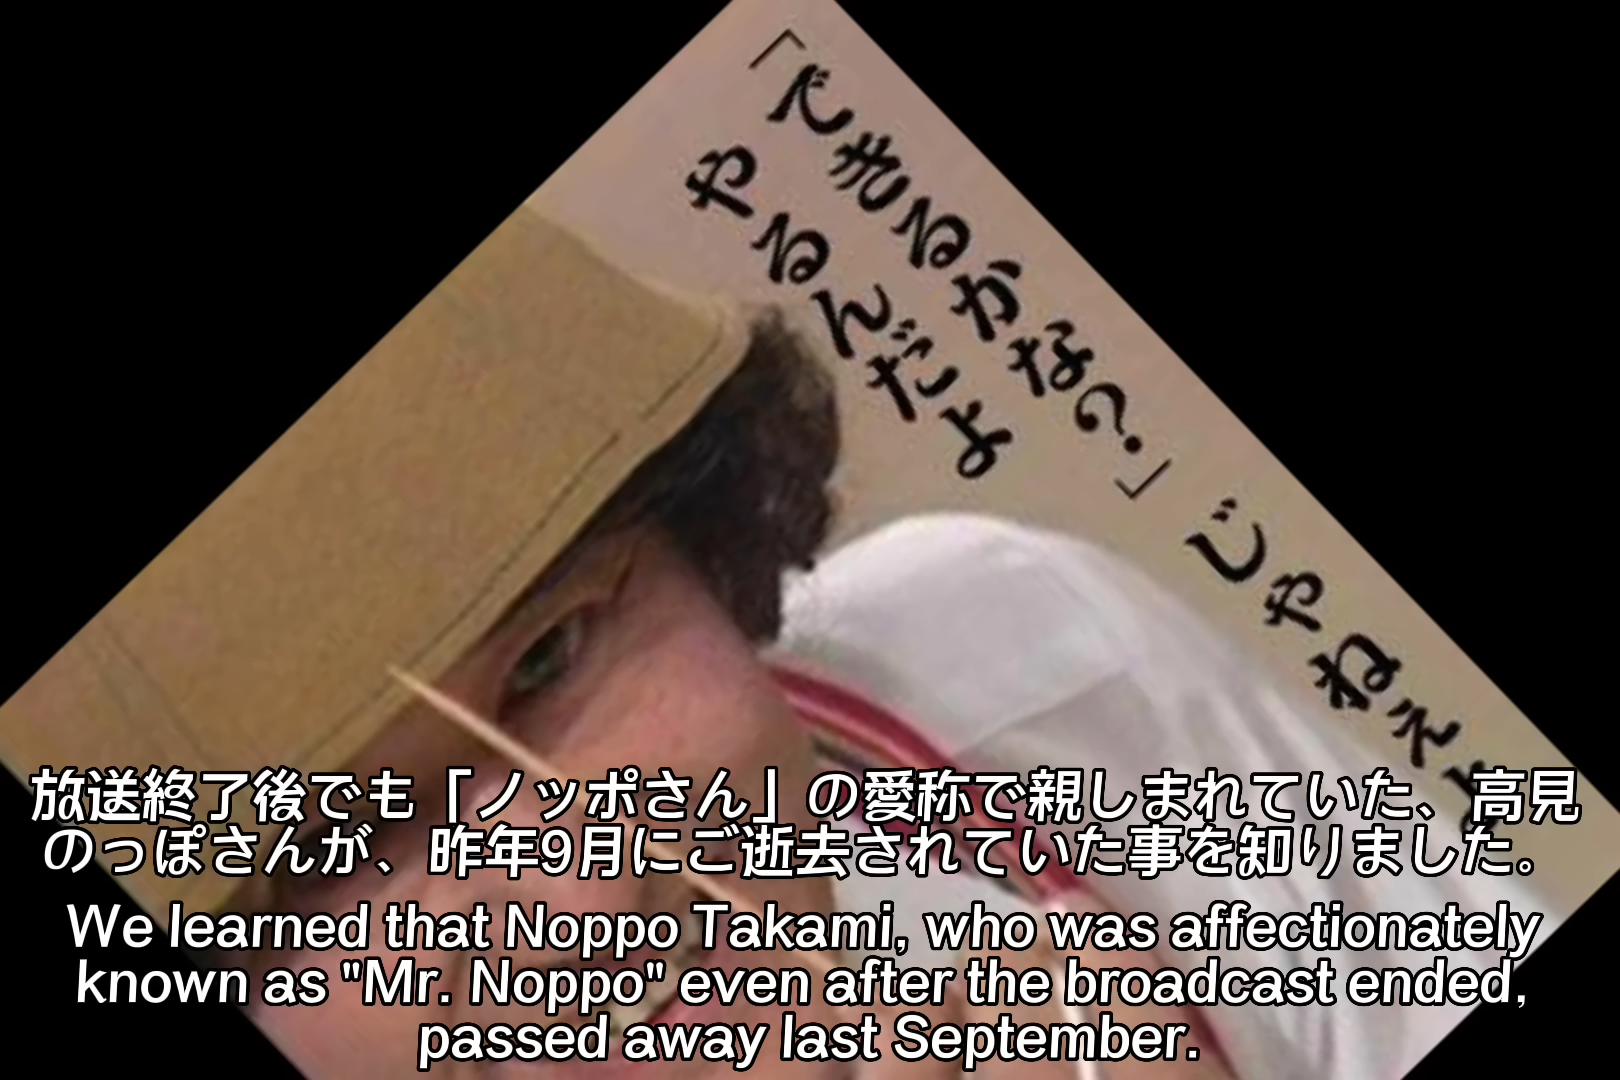 「できるかな？」じゃねぇよ
やるんだよ
放送終了後でも「ノッポさん」の愛称で親しまれていた、高見
のっぽさんが、昨年9月にご逝去されていた事を知りました。
We learned that Noppo Takami, who was affectionately
known as "Mr. Noppo" even after the broadcast ended,
passed away last September.